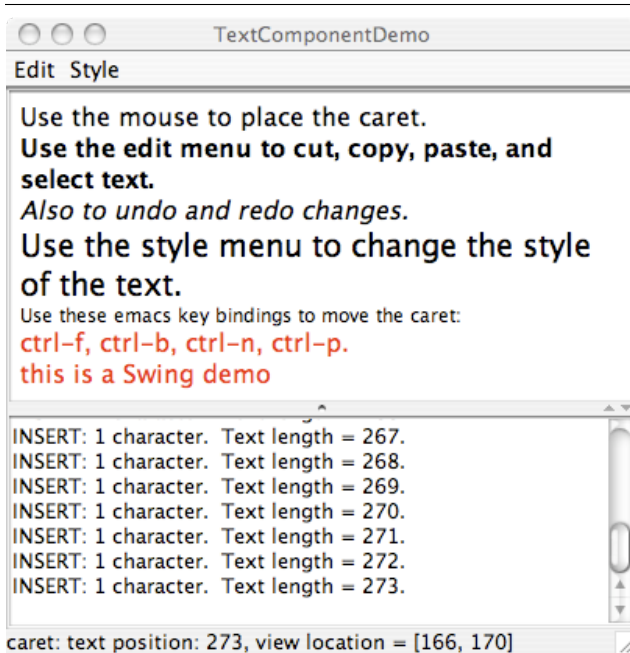 TextComponentDemo
Edit Style
Use the mouse to place the caret.
Use the edit menu to cut, copy, paste, and
select text.
Also to undo and redo changes.
Use the style menu to change the style
of the text.
Use these emacs key bindings to move the caret:
ctrl-f, ctrl-b, ctrl-n, ctrl-p.
this is a Swing demo
INSERT: 1 character. Text length = 267.
INSERT: 1 character. Text length = 268.
INSERT: 1 character. Text length = 269.
INSERT: 1 character. Text length = 270.
INSERT: 1 character. Text length = 271.
INSERT: 1 character. Text length = 272.
INSERT: 1 character. Text length = 273.
caret: text position: 273, view location = [166, 170]